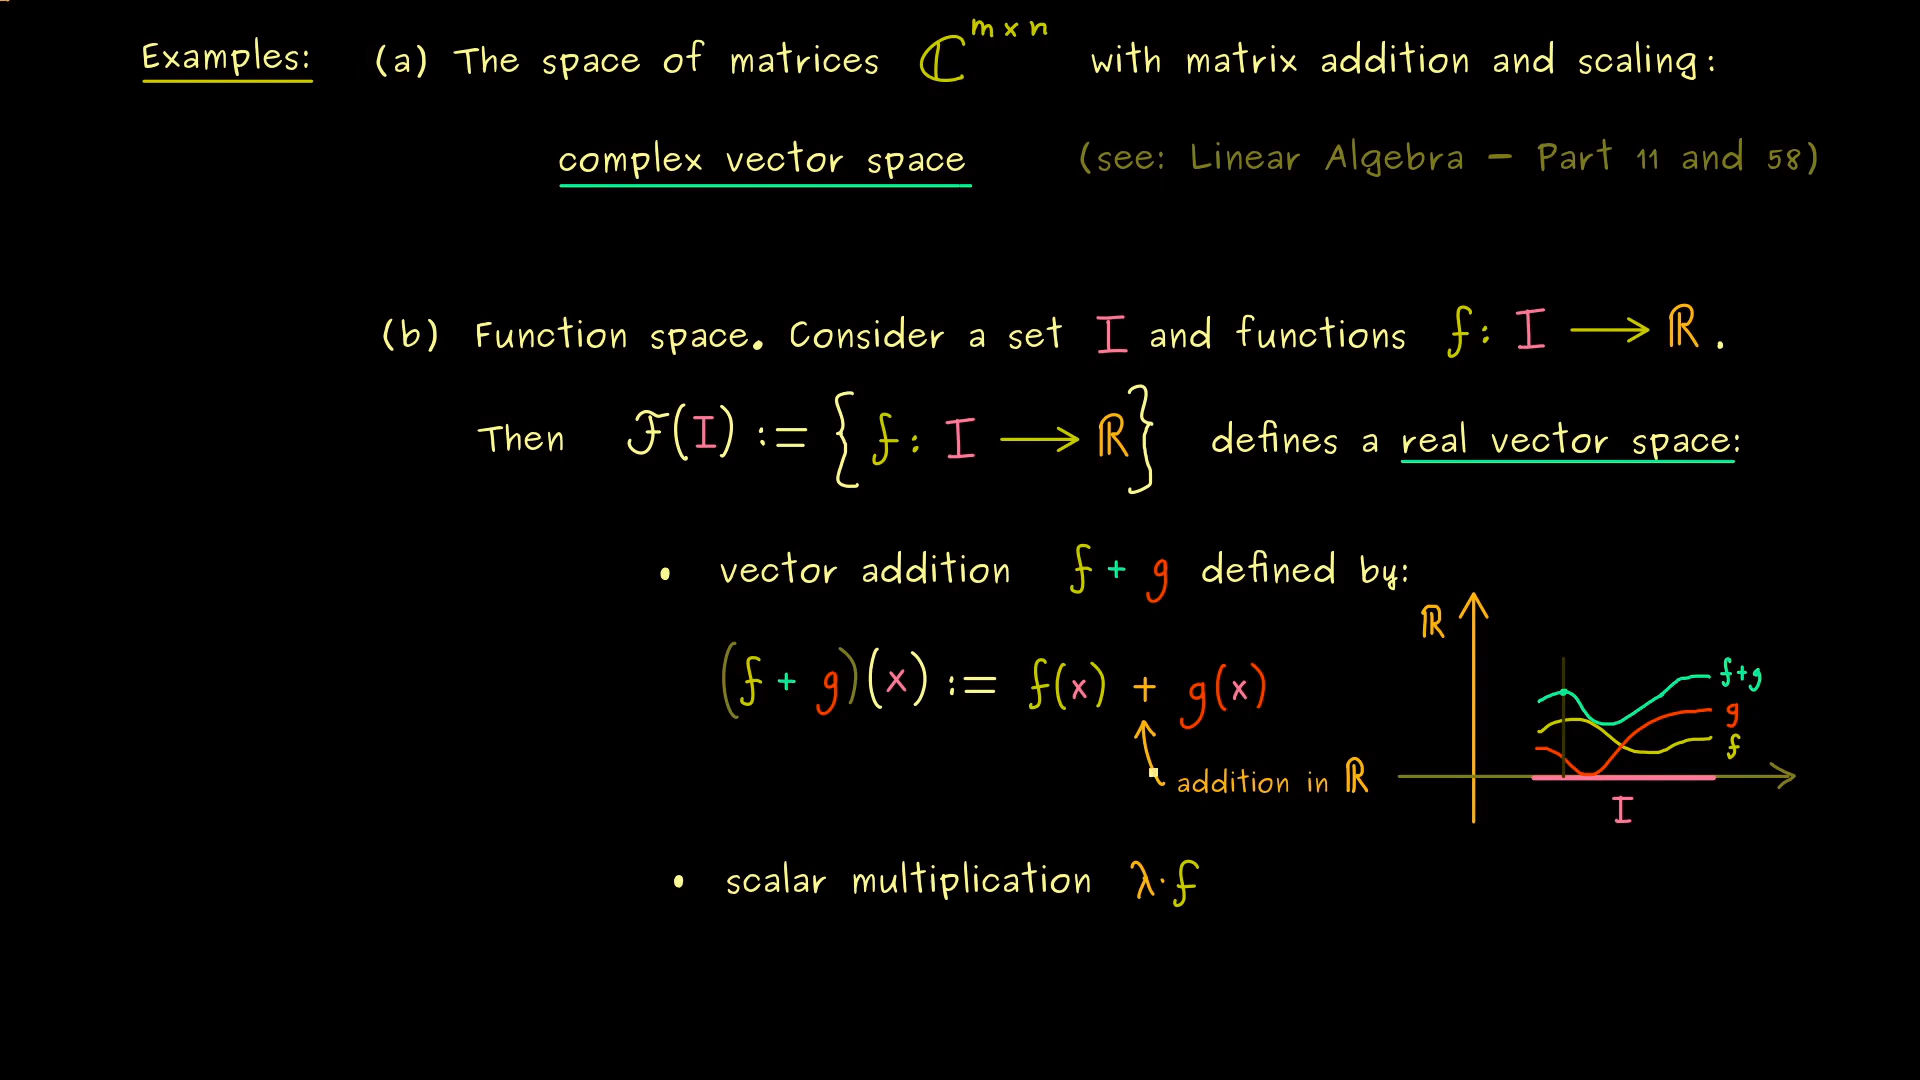 Examples: (a) The space of matrices ℂ^{m×n} with matrix addition and scaling:
complex vector space (see: Linear Algebra – Part 11 and 58)
(b) Function space. Consider a set I and functions f: I ⟶ ℝ.
Then ℱ(I) := { f: I ⟶ ℝ } defines a real vector space:
• vector addition f + g defined by:
(f + g)(x) := f(x) + g(x)
addition in ℝ
ℝ
f+g
g
f
I
• scalar multiplication λ·f